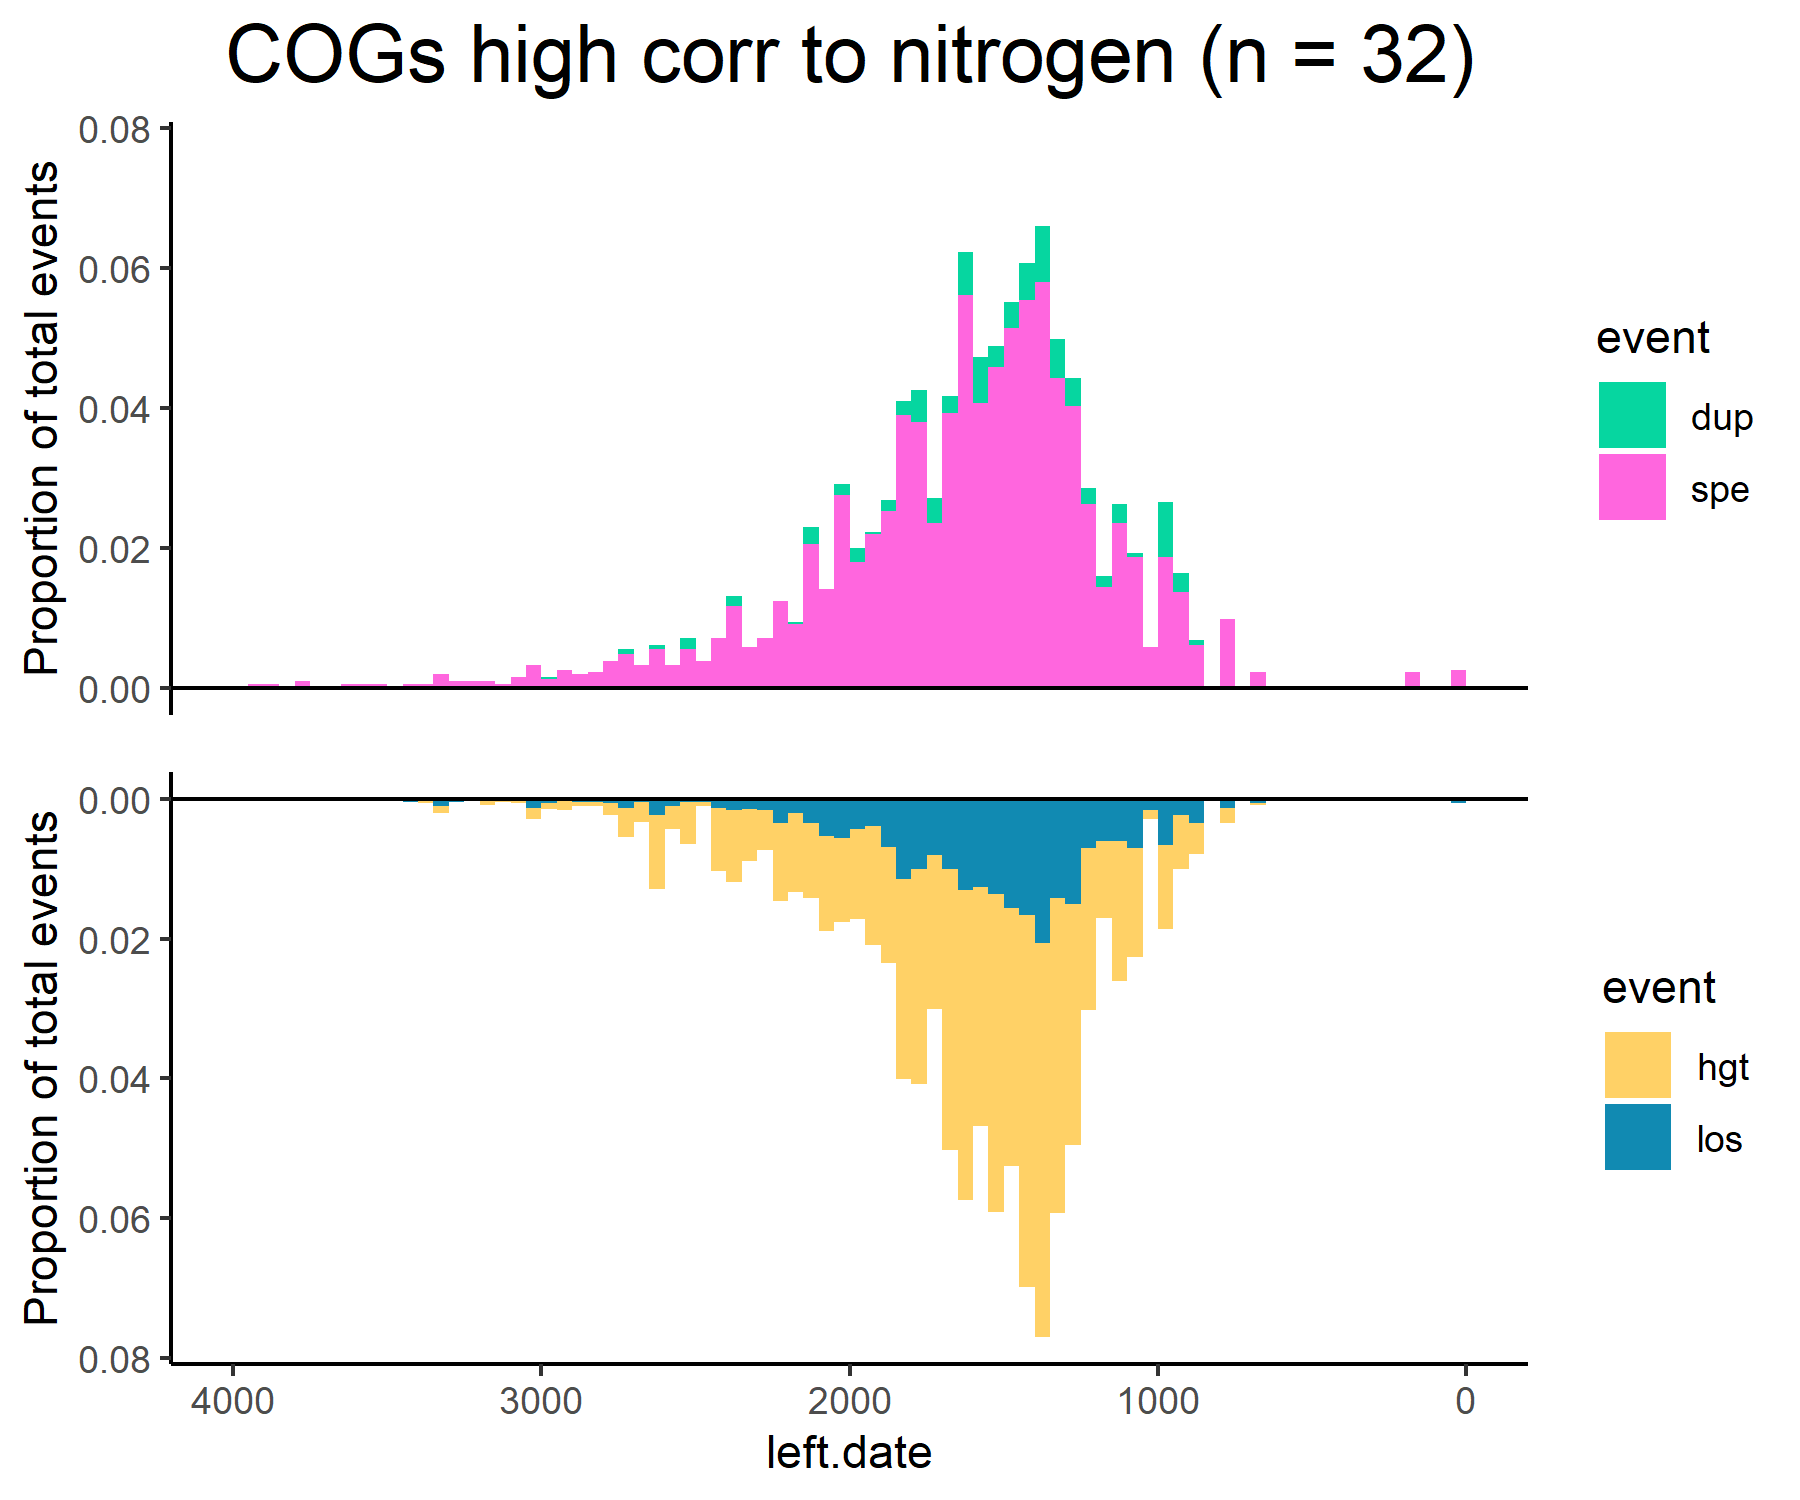 COGs high corr to nitrogen (n = 32)
Proportion of total events
0.08
0.06
0.04
0.02
0.00
event
dup
spe
Proportion of total events
0.00
0.02
0.04
0.06
0.08
event
hgt
los
4000 3000 2000 1000 0
left.date